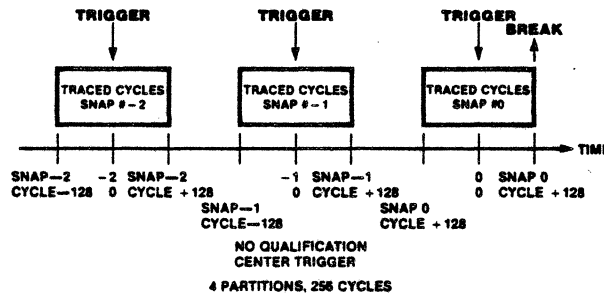 TRIGGER TRIGGER TRIGGER
BREAK
TRACED CYCLES
SNAP #-2
TRACED CYCLES
SNAP #-1
TRACED CYCLES
SNAP #0
TIME
SNAP-2 -2 SNAP-2 -1 SNAP-1 0 SNAP 0
CYCLE-128 0 CYCLE +128 0 CYCLE +128 0 CYCLE +128
SNAP-1 SNAP 0
CYCLE-128 CYCLE +128
NO QUALIFICATION
CENTER TRIGGER
4 PARTITIONS, 256 CYCLES